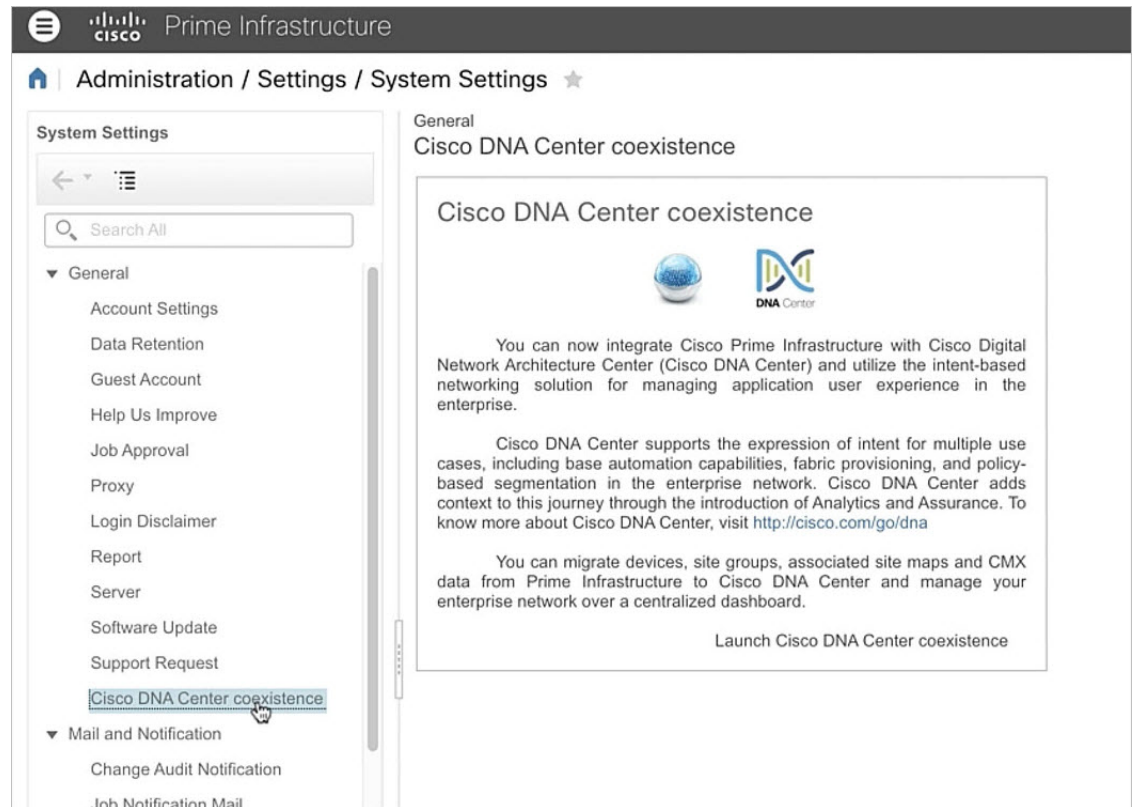 CISCO Prime Infrastructure
Administration / Settings / System Settings
System Settings
Search All
General
Account Settings
Data Retention
Guest Account
Help Us Improve
Job Approval
Proxy
Login Disclaimer
Report
Server
Software Update
Support Request
Cisco DNA Center coexistence
Mail and Notification
Change Audit Notification
Job Notification Mail
General
Cisco DNA Center coexistence
Cisco DNA Center coexistence
DNA Center
You can now integrate Cisco Prime Infrastructure with Cisco Digital
Network Architecture Center (Cisco DNA Center) and utilize the intent-based
networking solution for managing application user experience in the
enterprise.
Cisco DNA Center supports the expression of intent for multiple use
cases, including base automation capabilities, fabric provisioning, and policy-
based segmentation in the enterprise network. Cisco DNA Center adds
context to this journey through the introduction of Analytics and Assurance. To
know more about Cisco DNA Center, visit http://cisco.com/go/dna
You can migrate devices, site groups, associated site maps and CMX
data from Prime Infrastructure to Cisco DNA Center and manage your
enterprise network over a centralized dashboard.
Launch Cisco DNA Center coexistence